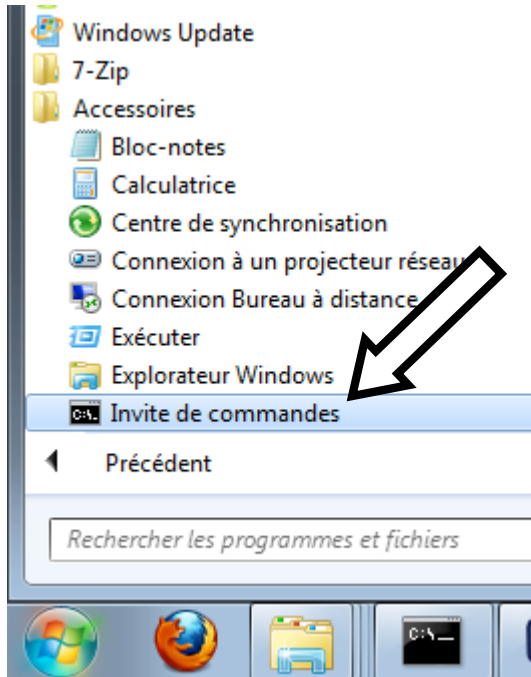 Windows Update
7-Zip
Accessoires
Bloc-notes
Calculatrice
Centre de synchronisation
Connexion à un projecteur réseau
Connexion Bureau à distance
Exécuter
Explorateur Windows
C:\_ Invite de commandes
Précédent
Rechercher les programmes et fichiers
C:\_